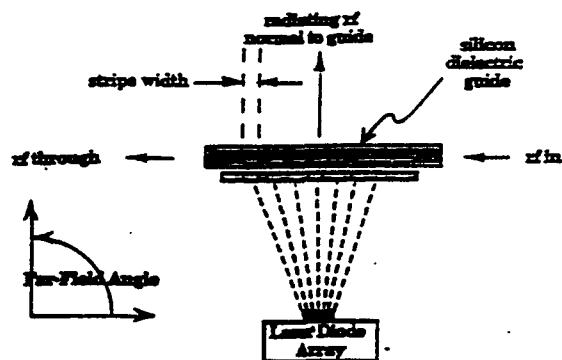 radiating rf
normal to guide
silicon
dielectric
guide
stripe width
rf through
rf in
Far-Field Angle
Laser Diode
Array